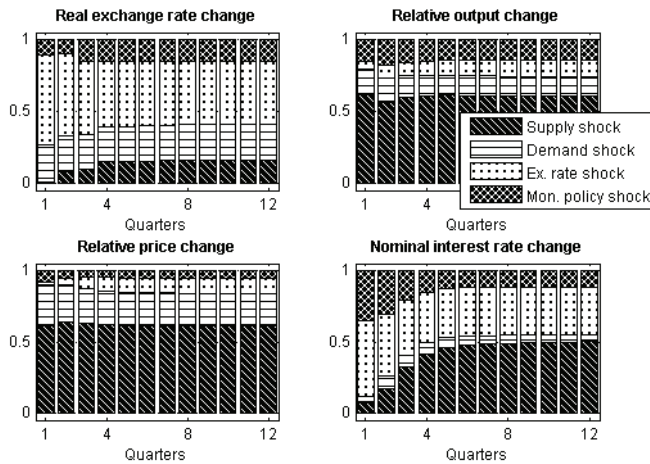 Real exchange rate change
Relative output change
1
0.5
0
1 4 8 12
Quarters
1
0.5
0
1 4
Quarters
Supply shock
Demand shock
Ex. rate shock
Mon. policy shock
12
Relative price change
Nominal interest rate change
1
0.5
0
1 4 8 12
Quarters
1
0.5
0
1 4 8 12
Quarters